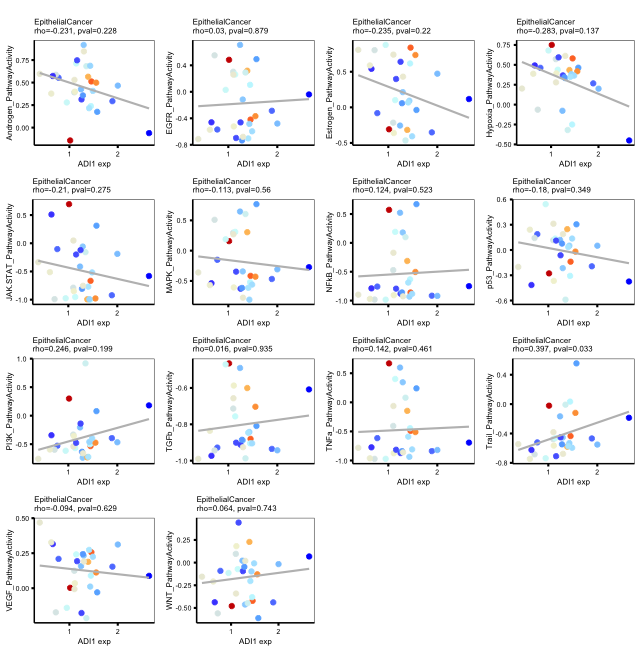 EpithelialCancer
rho=-0.231, pval=0.228
Androgen_PathwayActivity
0.75
0.50
0.25
0.00
1
2
ADI1 exp
EpithelialCancer
rho=0.03, pval=0.879
EGFR_PathwayActivity
0.8
0.4
0.0
-0.4
-0.8
1
2
ADI1 exp
EpithelialCancer
rho=-0.235, pval=0.22
Estrogen_PathwayActivity
0.5
0.0
-0.5
1
2
ADI1 exp
EpithelialCancer
rho=-0.283, pval=0.137
Hypoxia_PathwayActivity
0.75
0.50
0.25
0.00
-0.25
-0.50
1
2
ADI1 exp
EpithelialCancer
rho=-0.21, pval=0.275
JAK.STAT_PathwayActivity
0.5
0.0
-0.5
-1.0
1
2
ADI1 exp
EpithelialCancer
rho=-0.113, pval=0.56
MAPK_PathwayActivity
0.5
0.0
-0.5
1
2
ADI1 exp
EpithelialCancer
rho=0.124, pval=0.523
NFkB_PathwayActivity
0.5
0.0
-0.5
-1.0
1
2
ADI1 exp
EpithelialCancer
rho=-0.18, pval=0.349
p53_PathwayActivity
0.6
0.3
0.0
-0.3
-0.6
1
2
ADI1 exp
EpithelialCancer
rho=0.246, pval=0.199
PI3K_PathwayActivity
1.0
0.5
0.0
-0.5
1
2
ADI1 exp
EpithelialCancer
rho=0.016, pval=0.935
TGFb_PathwayActivity
-0.6
-0.8
-1.0
1
2
ADI1 exp
EpithelialCancer
rho=0.142, pval=0.461
TNFa_PathwayActivity
0.5
0.0
-0.5
-1.0
1
2
ADI1 exp
EpithelialCancer
rho=0.397, pval=0.033
Trail_PathwayActivity
0.4
0.0
-0.4
-0.8
1
2
ADI1 exp
EpithelialCancer
rho=-0.094, pval=0.629
VEGF_PathwayActivity
0.50
0.25
0.00
1
2
ADI1 exp
EpithelialCancer
rho=0.064, pval=0.743
WNT_PathwayActivity
0.25
0.00
-0.25
-0.50
1
2
ADI1 exp